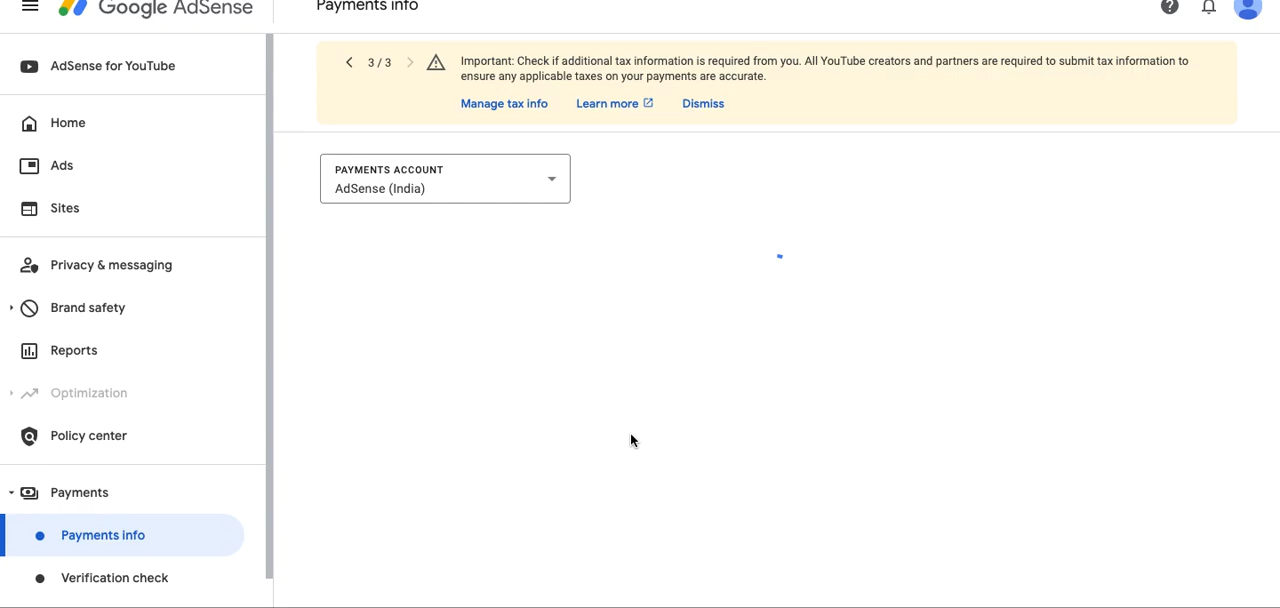 Google AdSense
Payments info
AdSense for YouTube
Home
Ads
Sites
Privacy & messaging
Brand safety
Reports
Optimization
Policy center
Payments
Payments info
Verification check
3 / 3
Important: Check if additional tax information is required from you. All YouTube creators and partners are required to submit tax information to
ensure any applicable taxes on your payments are accurate.
Manage tax info
Learn more
Dismiss
PAYMENTS ACCOUNT
AdSense (India)